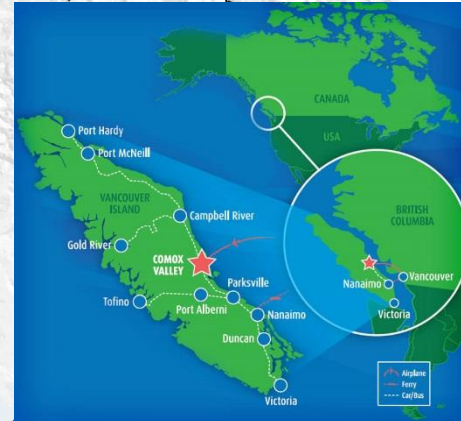 CANADA
USA
Port Hardy
Port McNeill
VANCOUVER
ISLAND
Campbell River
Gold River
COMOX
VALLEY
BRITISH
COLUMBIA
Vancouver
Nanaimo
Victoria
Tofino
Port Alberni
Parksville
Nanaimo
Duncan
Victoria
Airplane
Ferry
Car/Bus